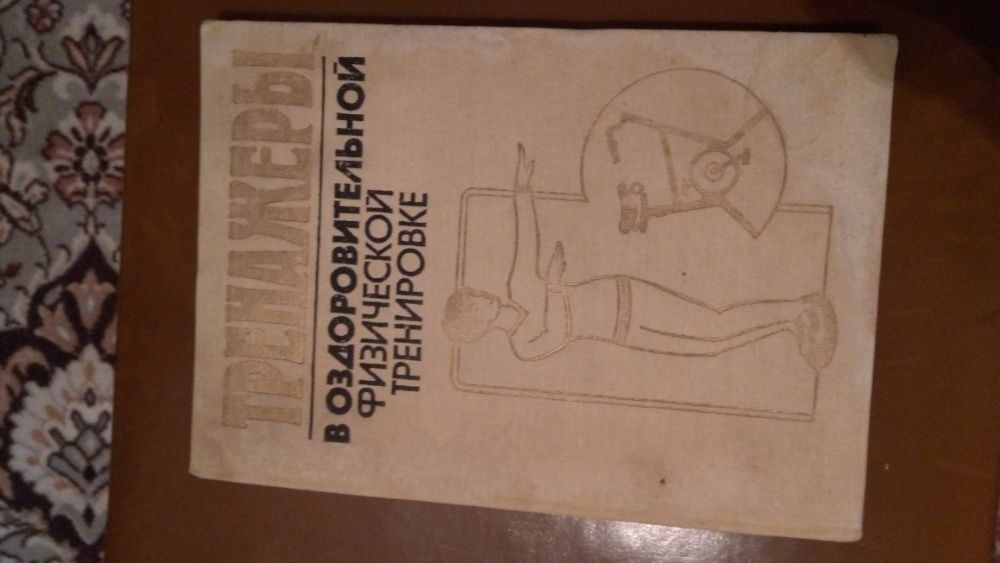 ТРЕНАЖЕРЫ
В ОЗДОРОВИТЕЛЬНОЙ
ФИЗИЧЕСКОЙ
ТРЕНИРОВКЕ